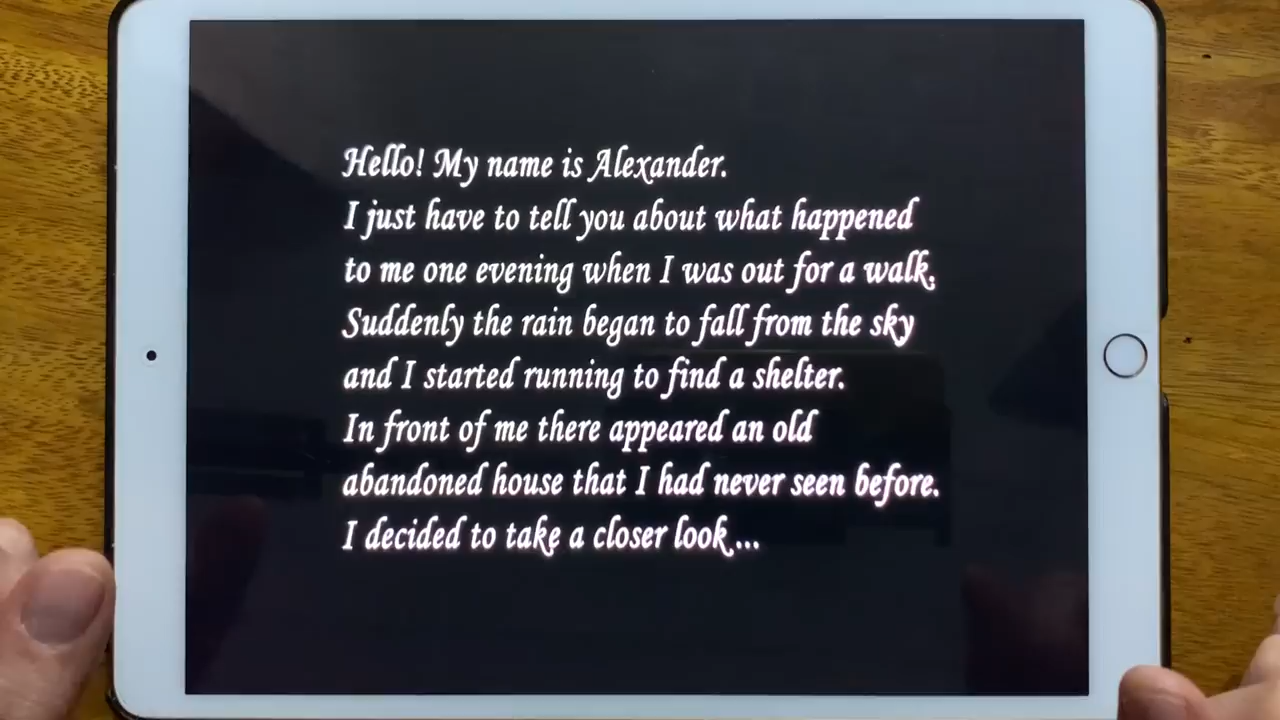 Hello! My name is Alexander.
I just have to tell you about what happened
to me one evening when I was out for a walk.
Suddenly the rain began to fall from the sky
and I started running to find a shelter.
In front of me there appeared an old
abandoned house that I had never seen before.
I decided to take a closer look...